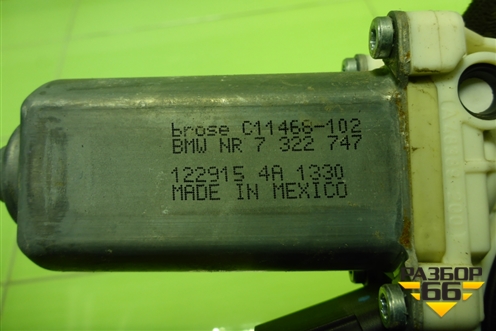 brose C11468-102
BMW NR 7 322 747
122915 4A 1330
MADE IN MEXICO
РАЗБОР
66